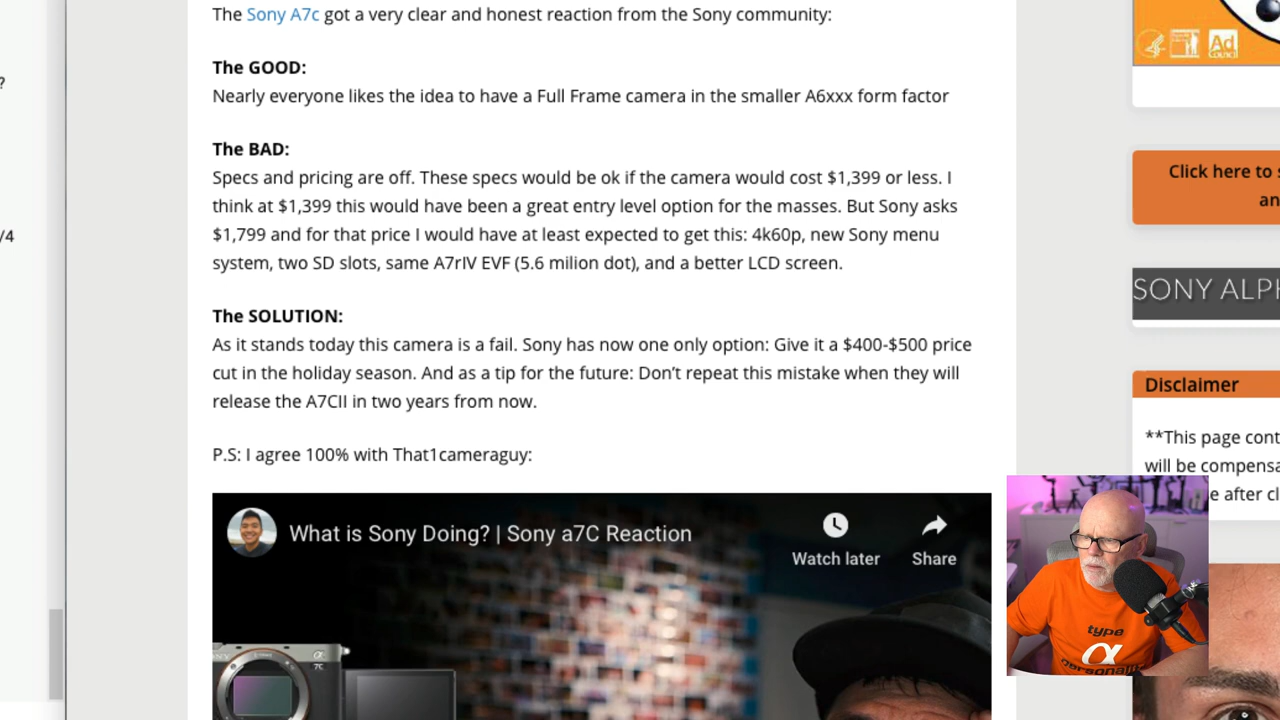 The Sony A7c got a very clear and honest reaction from the Sony community:
The GOOD:
Nearly everyone likes the idea to have a Full Frame camera in the smaller A6xxx form factor
The BAD:
Specs and pricing are off. These specs would be ok if the camera would cost $1,399 or less. I
think at $1,399 this would have been a great entry level option for the masses. But Sony asks
$1,799 and for that price I would have at least expected to get this: 4k60p, new Sony menu
system, two SD slots, same A7rIV EVF (5.6 milion dot), and a better LCD screen.
The SOLUTION:
As it stands today this camera is a fail. Sony has now one only option: Give it a $400-$500 price
cut in the holiday season. And as a tip for the future: Don't repeat this mistake when they will
release the A7CII in two years from now.
P.S: I agree 100% with That1cameraguy:
What is Sony Doing? | Sony a7C Reaction
Watch later
Share
α
7C
?
/4
Ad
Click here to
an
SONY ALPH
Disclaimer
**This page cont
will be compensa
e after cl
type
α
personality